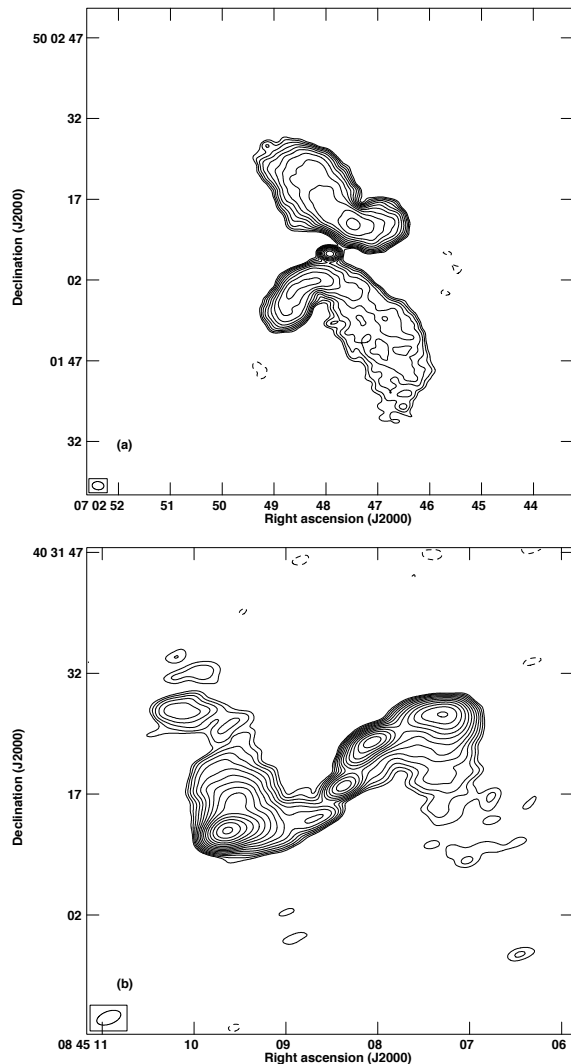 50 02 47
32
17
02
01 47
32
Declination (J2000)
(a)
07 02 52 51 50 49 48 47 46 45 44
Right ascension (J2000)
40 31 47
32
17
02
Declination (J2000)
(b)
08 45 11 10 09 08 07 06
Right ascension (J2000)